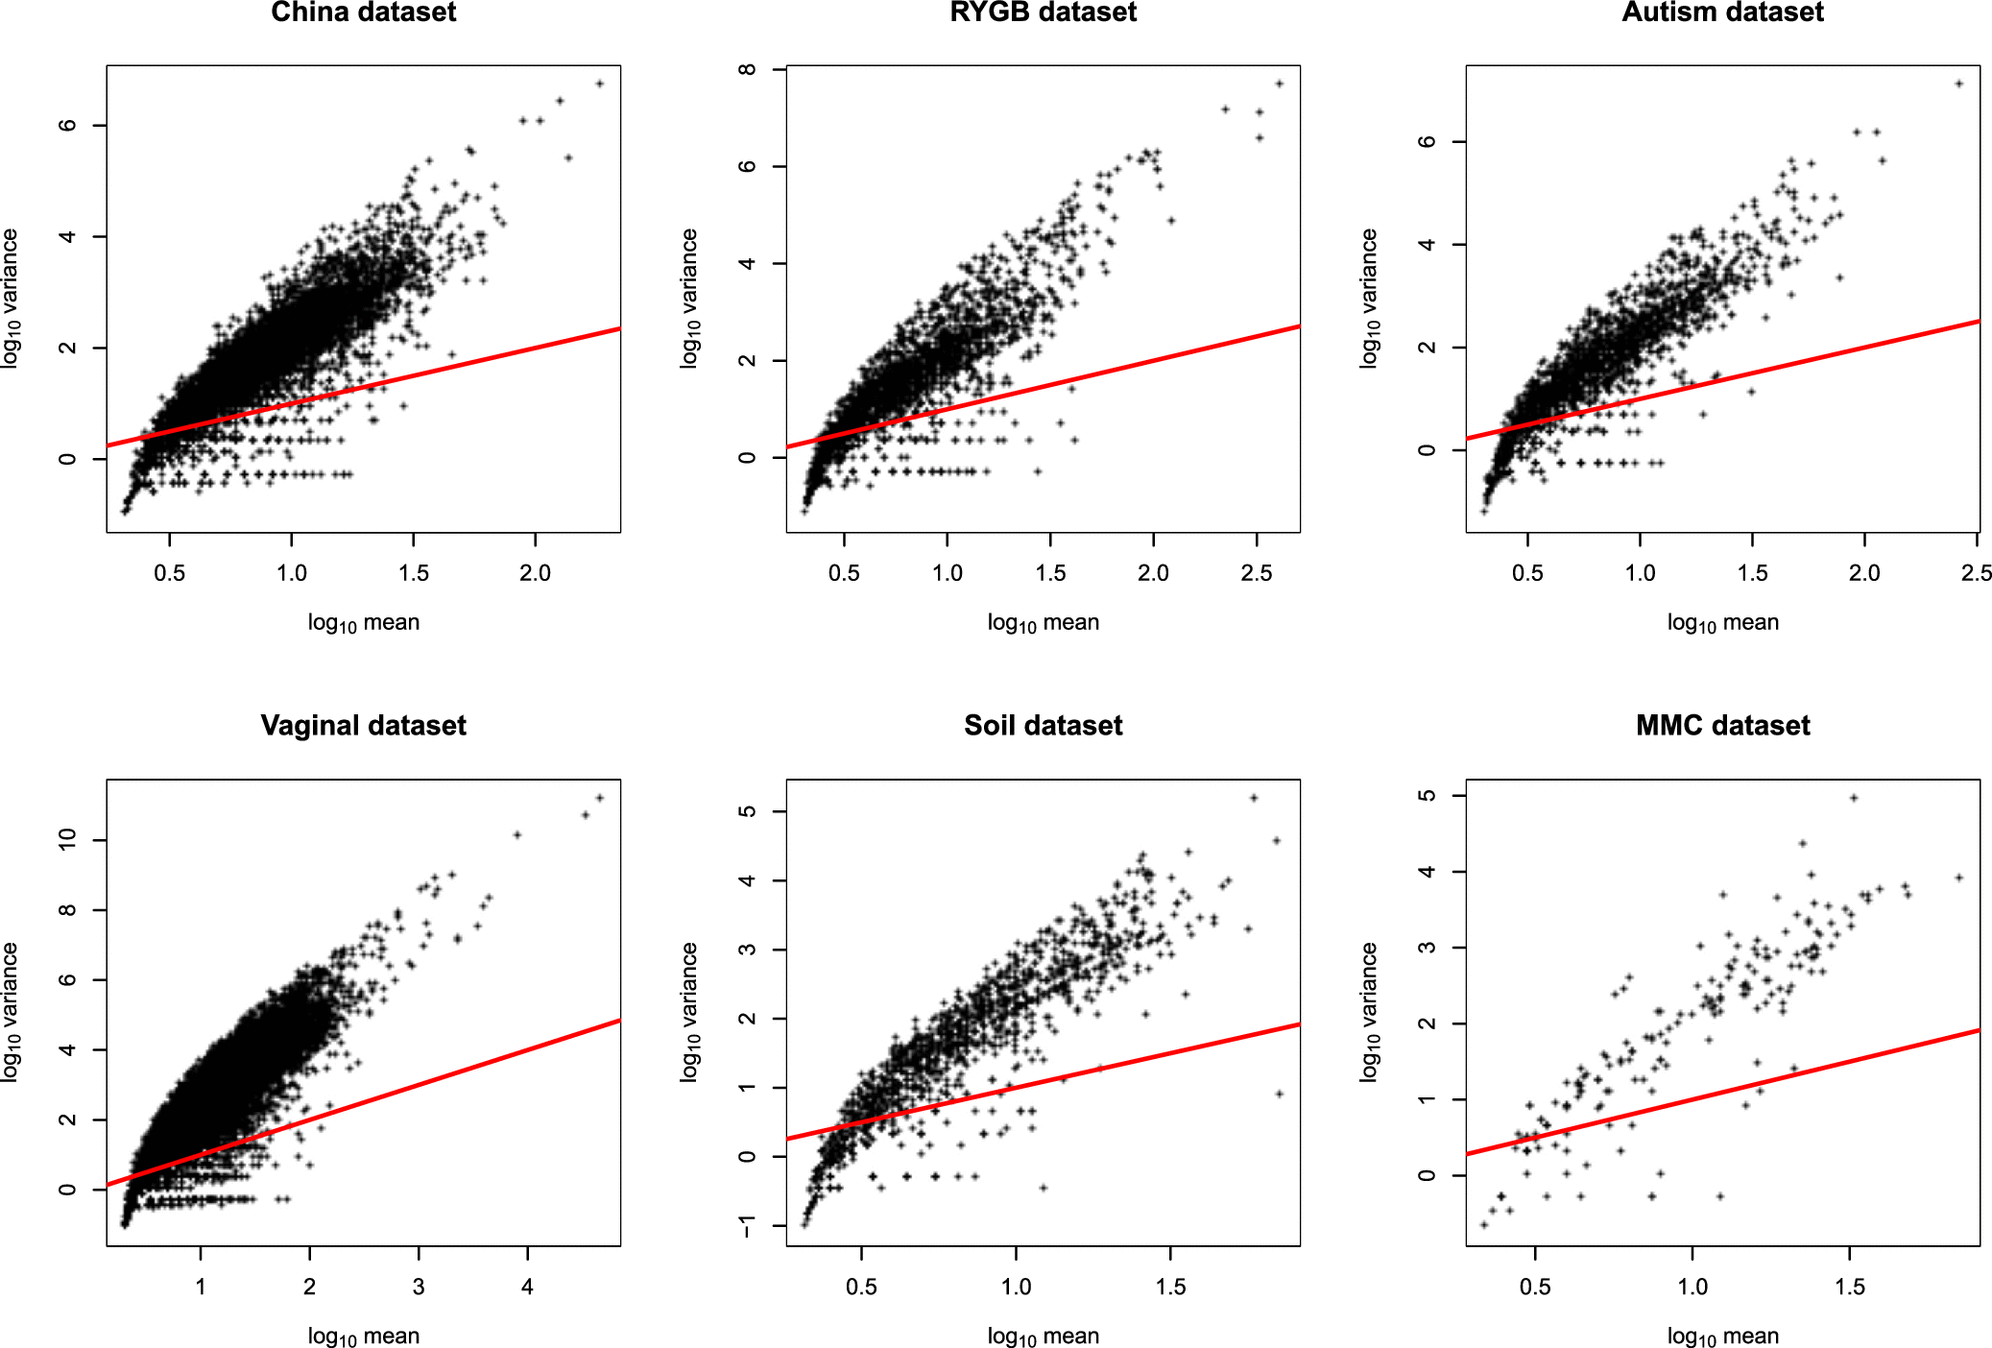 China dataset
RYGB dataset
Autism dataset
log10 variance
0 2 4 6
0.5 1.0 1.5 2.0
log10 mean
log10 variance
0 2 4 6 8
0.5 1.0 1.5 2.0 2.5
log10 mean
log10 variance
0 2 4 6
0.5 1.0 1.5 2.0 2.5
log10 mean
Vaginal dataset
Soil dataset
MMC dataset
log10 variance
0 2 4 6 8 10
1 2 3 4
log10 mean
log10 variance
−1 0 1 2 3 4 5
0.5 1.0 1.5
log10 mean
log10 variance
0 1 2 3 4 5
0.5 1.0 1.5
log10 mean